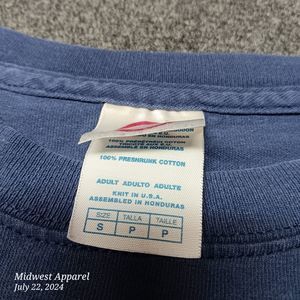 100% PRESHRUNK COTTON
ADULT ADULTO ADULTE
KNIT IN U.S.A.
ASSEMBLED IN HONDURAS
SIZE TALLA TAILLE
S P P
Midwest Apparel
July 22, 2024